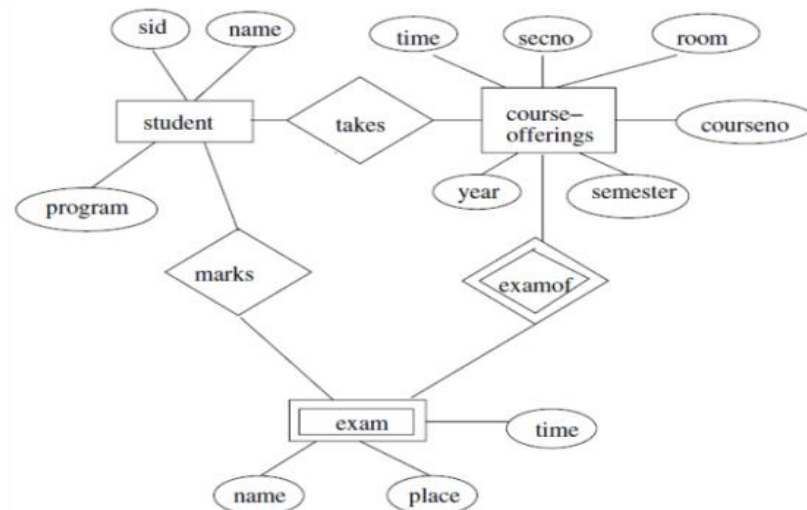 sid
name
time
secno
room
student
takes
course–
offerings
courseno
program
year
semester
marks
examof
exam
time
name
place